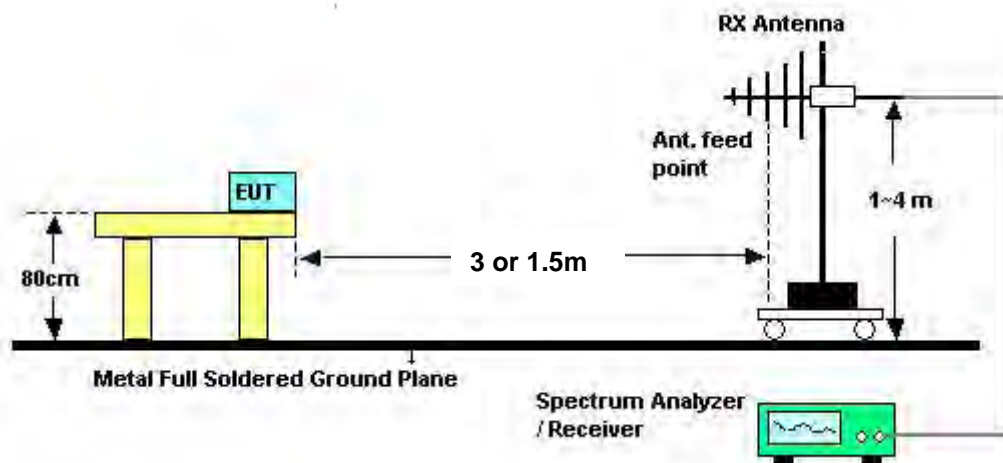 RX Antenna
Ant. feed
point
EUT
1~4 m
3 or 1.5m
80cm
Metal Full Soldered Ground Plane
Spectrum Analyzer
/ Receiver